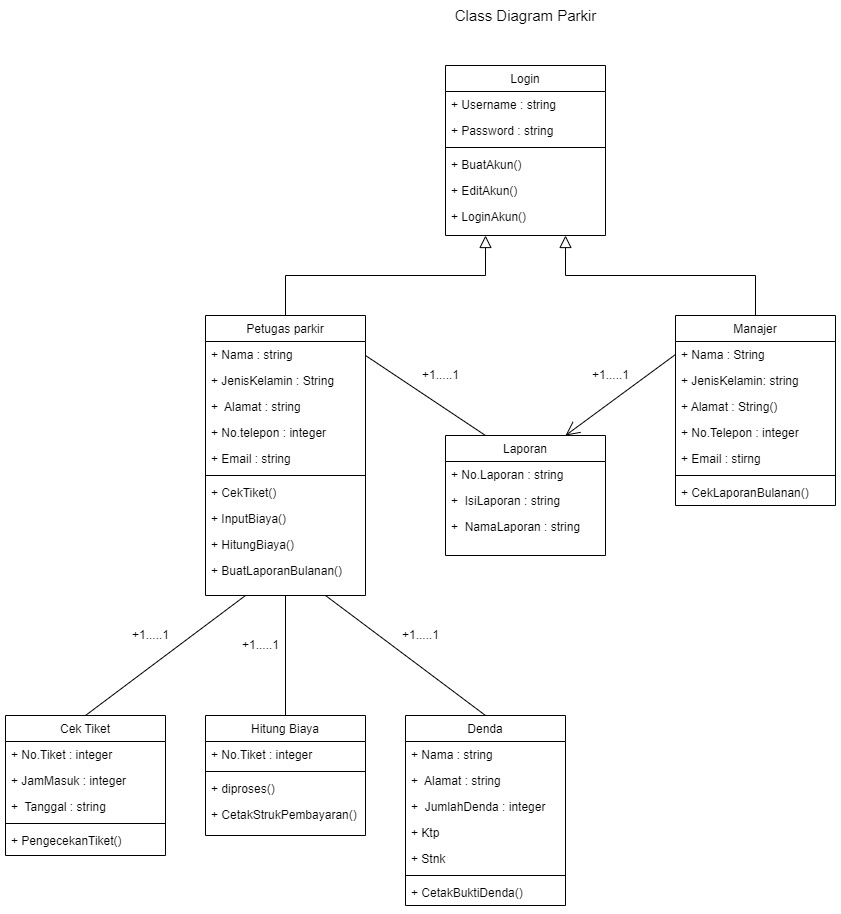 Class Diagram Parkir
Login
+ Username : string
+ Password : string
+ BuatAkun()
+ EditAkun()
+ LoginAkun()
Petugas parkir
+ Nama : string
+ JenisKelamin : String
+ Alamat : string
+ No.telepon : integer
+ Email : string
+ CekTiket()
+ InputBiaya()
+ HitungBiaya()
+ BuatLaporanBulanan()
+1.....1
+1.....1
Manajer
+ Nama : String
+ JenisKelamin: string
+ Alamat : String()
+ No.Telepon : integer
+ Email : stirng
+ CekLaporanBulanan()
Laporan
+ No.Laporan : string
+ IsiLaporan : string
+ NamaLaporan : string
+1.....1
+1.....1
+1.....1
Cek Tiket
+ No.Tiket : integer
+ JamMasuk : integer
+ Tanggal : string
+ PengecekanTiket()
Hitung Biaya
+ No.Tiket : integer
+ diproses()
+ CetakStrukPembayaran()
Denda
+ Nama : string
+ Alamat : string
+ JumlahDenda : integer
+ Ktp
+ Stnk
+ CetakBuktiDenda()